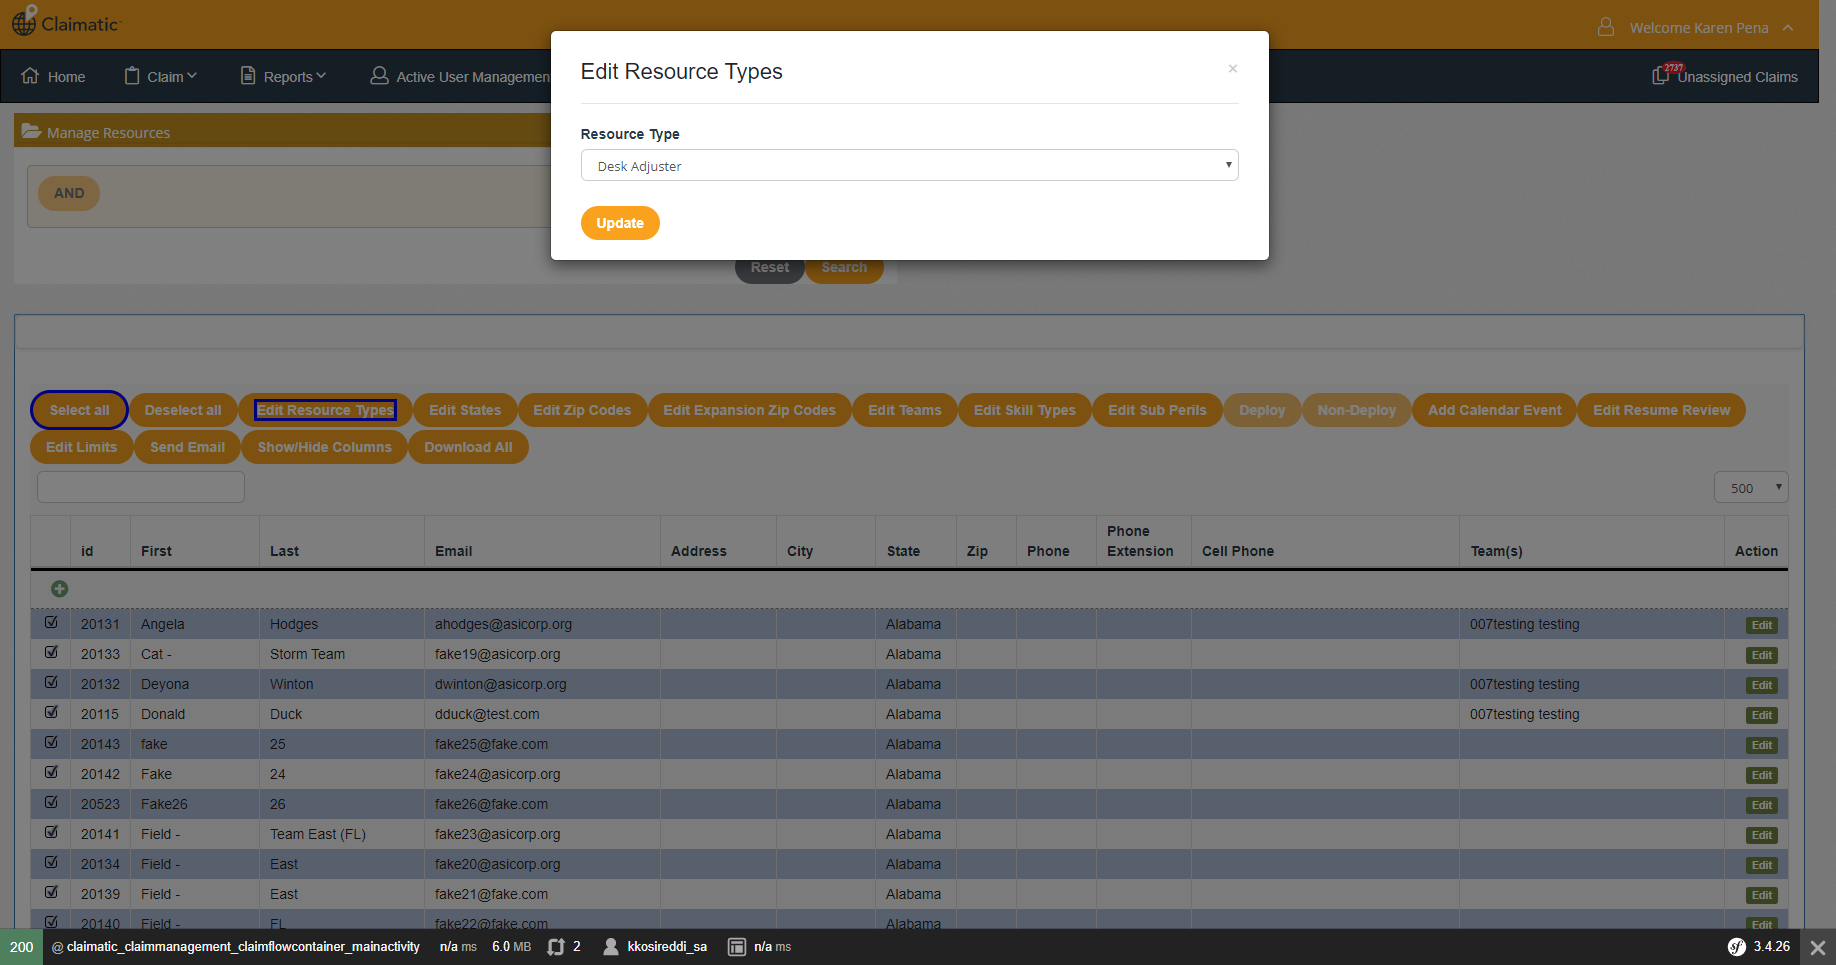 Claimatic
Welcome Karen Pena
Home
Claim
Reports
Active User Managemen
2737
Unassigned Claims
Edit Resource Types
×
Resource Type
Desk Adjuster
Update
Manage Resources
AND
Reset
Search
Select all
Deselect all
Edit Resource Types
Edit States
Edit Zip Codes
Edit Expansion Zip Codes
Edit Teams
Edit Skill Types
Edit Sub Perils
Deploy
Non-Deploy
Add Calendar Event
Edit Resume Review
Edit Limits
Send Email
Show/Hide Columns
Download All
500
id First Last Email Address City State Zip Phone Phone Extension Cell Phone Team(s) Action
20131 Angela Hodges ahodges@asicorp.org Alabama 007testing testing Edit
20133 Cat - Storm Team fake19@asicorp.org Alabama Edit
20132 Deyona Winton dwinton@asicorp.org Alabama 007testing testing Edit
20115 Donald Duck dduck@test.com Alabama 007testing testing Edit
20143 fake 25 fake25@fake.com Alabama Edit
20142 Fake 24 fake24@asicorp.org Alabama Edit
20523 Fake26 26 fake26@fake.com Alabama Edit
20141 Field - Team East (FL) fake23@asicorp.org Alabama Edit
20134 Field - East fake20@asicorp.org Alabama Edit
20139 Field - East fake21@fake.com Alabama Edit
20140 Field - FL fake22@fake.com Alabama Edit
200 @ claimatic_claimmanagement_claimflowcontainer_mainactivity n/a ms 6.0 MB 2 kkosireddi_sa n/a ms sf 3.4.26